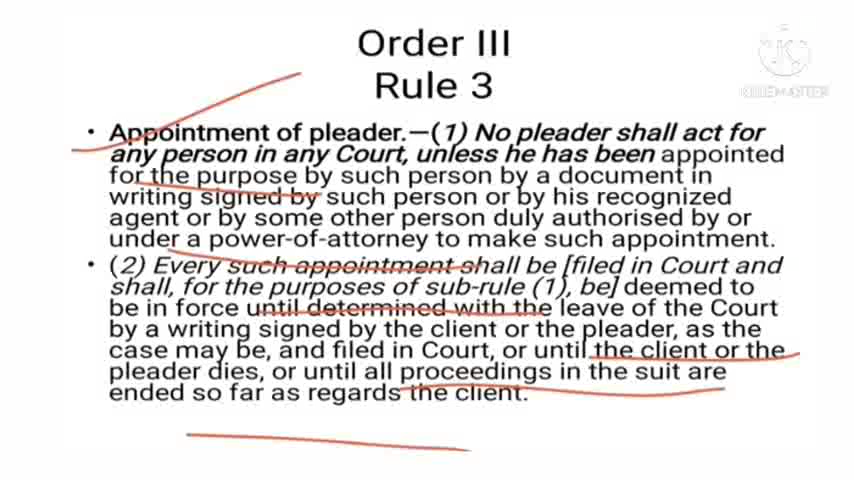 Order III
Rule 3
KINEMASTER
• Appointment of pleader.—(1) No pleader shall act for
any person in any Court, unless he has been appointed
for the purpose by such person by a document in
writing signed by such person or by his recognized
agent or by some other person duly authorised by or
under a power-of-attorney to make such appointment.
• (2) Every such appointment shall be [filed in Court and
shall, for the purposes of sub-rule (1), be] deemed to
be in force until determined with the leave of the Court
by a writing signed by the client or the pleader, as the
case may be, and filed in Court, or until the client or the
pleader dies, or until all proceedings in the suit are
ended so far as regards the client.